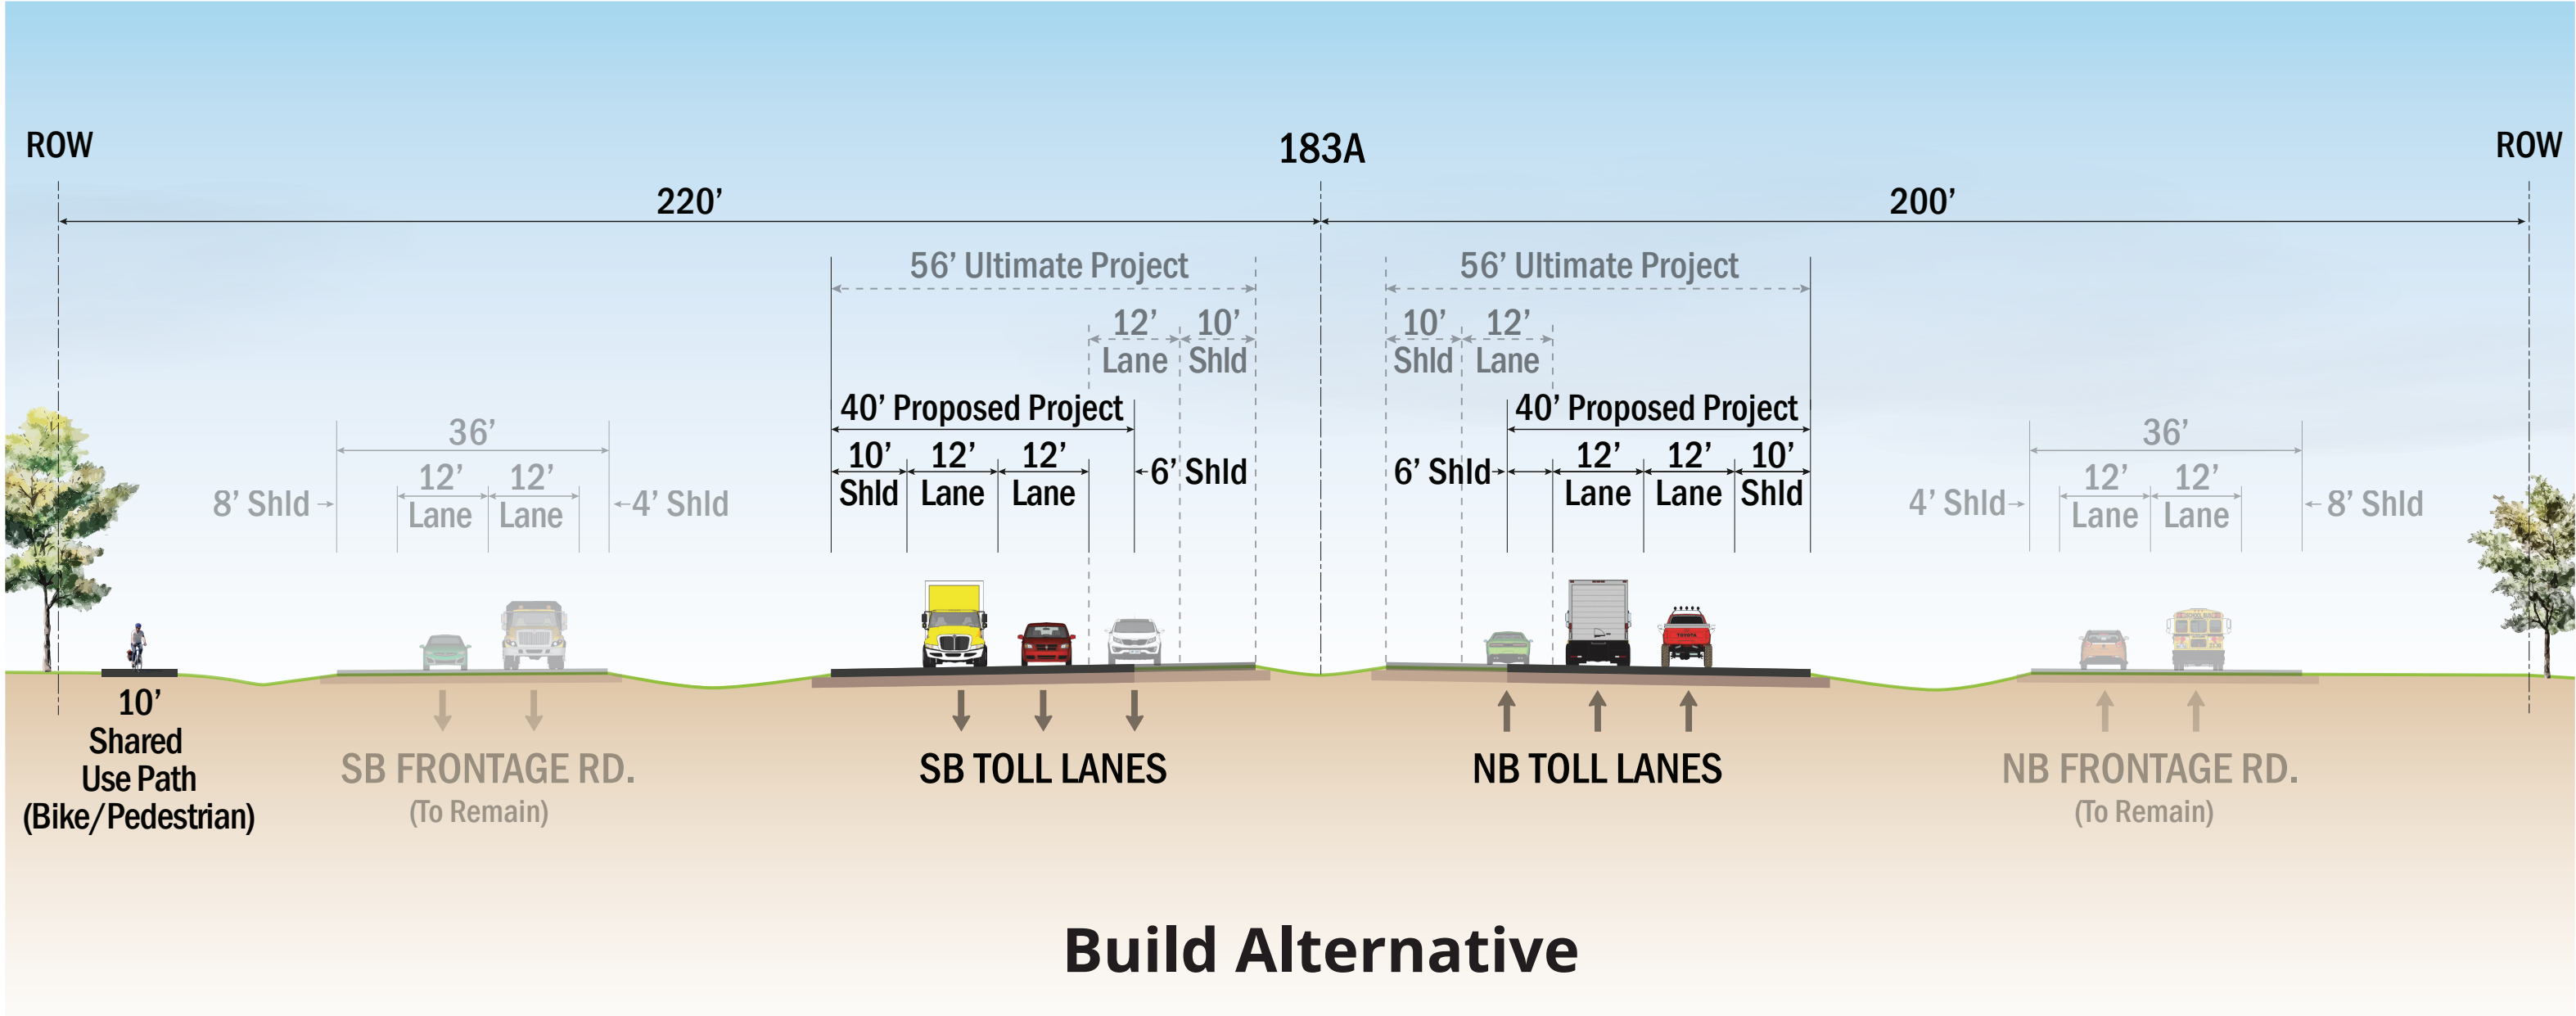 ROW
183A
ROW
220’
200’
56’ Ultimate Project
56’ Ultimate Project
12’ 10’
Lane Shld
10’ 12’
Shld Lane
40’ Proposed Project
40’ Proposed Project
36’
36’
10’ 12’ 12’
Shld Lane Lane
6’ Shld
6’ Shld
12’ 12’ 10’
Lane Lane Shld
8’ Shld
12’ 12’
Lane Lane
4’ Shld
4’ Shld
12’ 12’
Lane Lane
8’ Shld
TOYOTA
10’
Shared
Use Path
(Bike/Pedestrian)
SB FRONTAGE RD.
(To Remain)
SB TOLL LANES
NB TOLL LANES
NB FRONTAGE RD.
(To Remain)
Build Alternative